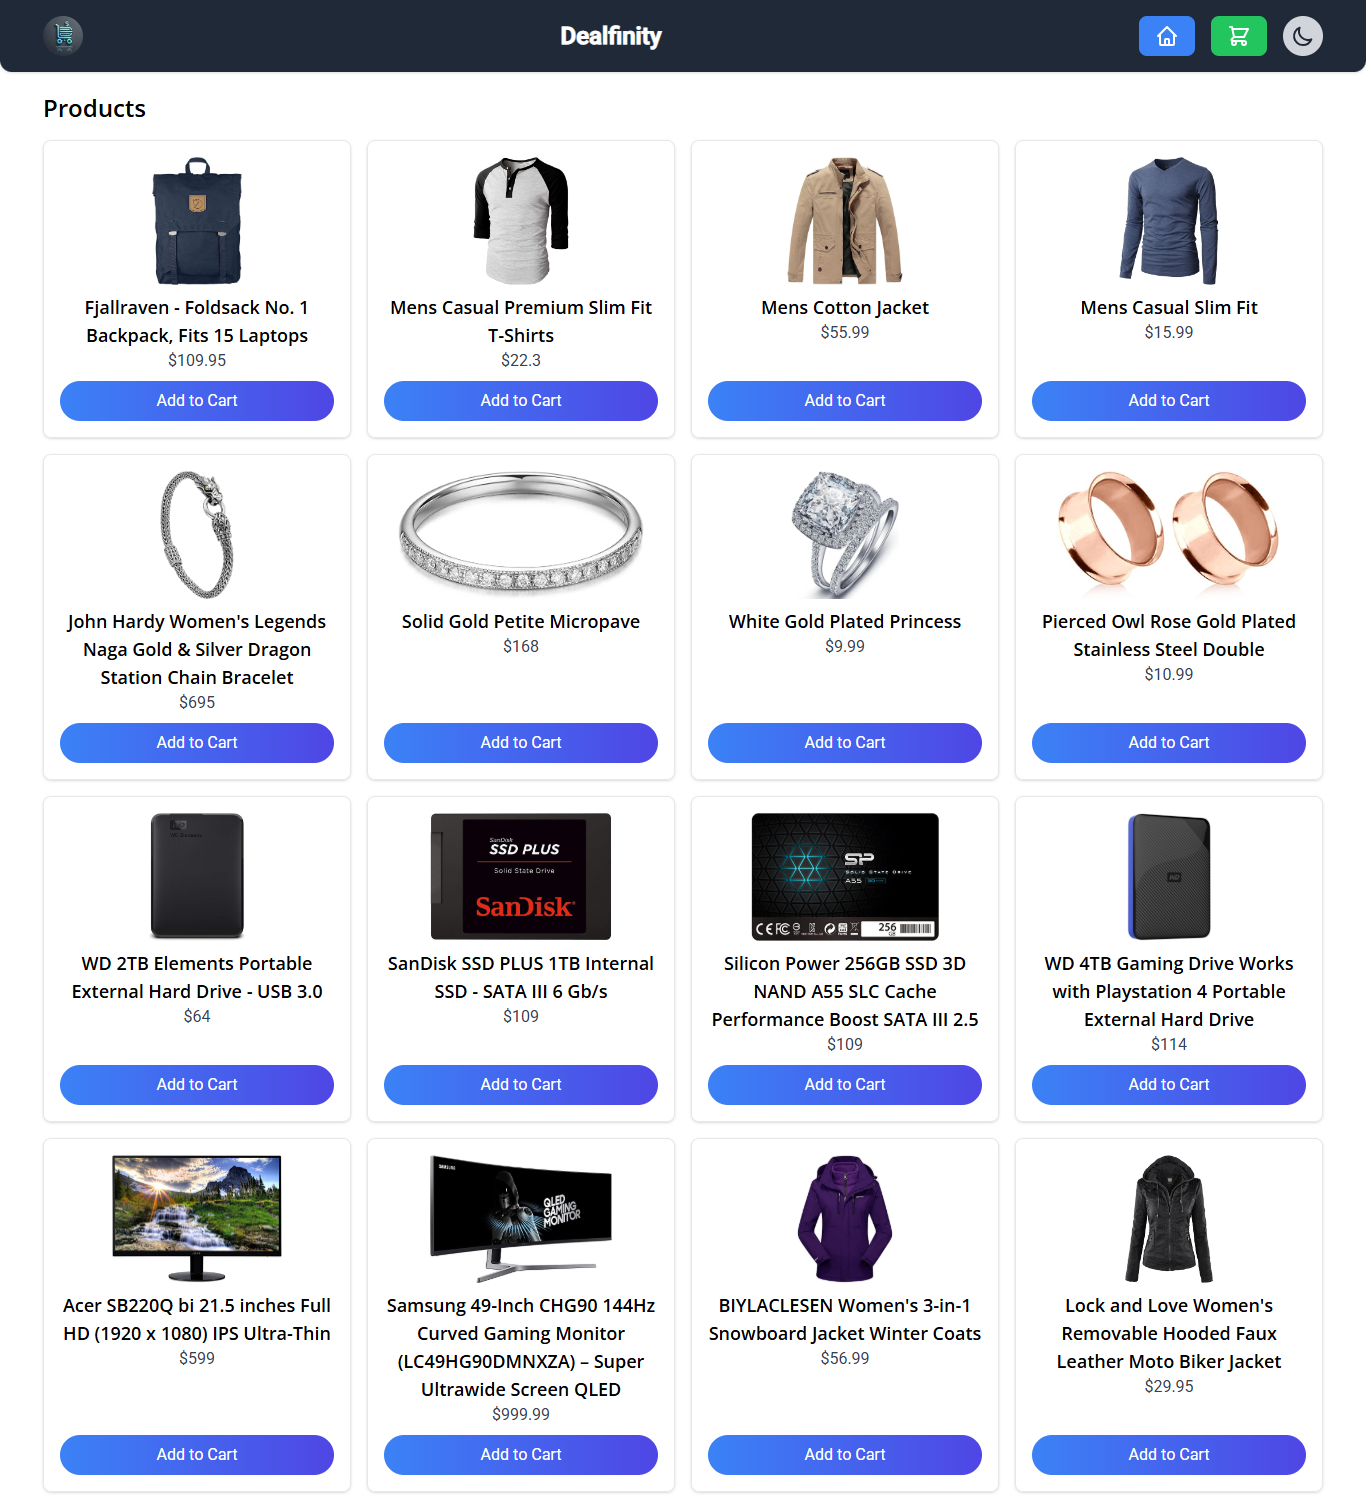 Dealfinity
Products
Fjallraven - Foldsack No. 1
Backpack, Fits 15 Laptops
$109.95
Add to Cart
Mens Casual Premium Slim Fit
T-Shirts
$22.3
Add to Cart
Mens Cotton Jacket
$55.99
Add to Cart
Mens Casual Slim Fit
$15.99
Add to Cart
John Hardy Women's Legends
Naga Gold & Silver Dragon
Station Chain Bracelet
$695
Add to Cart
Solid Gold Petite Micropave
$168
Add to Cart
White Gold Plated Princess
$9.99
Add to Cart
Pierced Owl Rose Gold Plated
Stainless Steel Double
$10.99
Add to Cart
WD Elements
WD 2TB Elements Portable
External Hard Drive - USB 3.0
$64
Add to Cart
SanDisk
SSD PLUS
Solid State Drive
SanDisk
SanDisk SSD PLUS 1TB Internal
SSD - SATA III 6 Gb/s
$109
Add to Cart
SP
SOLID STATE DRIVE
A55
256
GB
Silicon Power 256GB SSD 3D
NAND A55 SLC Cache
Performance Boost SATA III 2.5
$109
Add to Cart
WD
WD 4TB Gaming Drive Works
with Playstation 4 Portable
External Hard Drive
$114
Add to Cart
Acer SB220Q bi 21.5 inches Full
HD (1920 x 1080) IPS Ultra-Thin
$599
Add to Cart
SAMSUNG
QLED
GAMING
MONITOR
Samsung 49-Inch CHG90 144Hz
Curved Gaming Monitor
(LC49HG90DMNXZA) – Super
Ultrawide Screen QLED
$999.99
Add to Cart
BIYLACLESEN Women's 3-in-1
Snowboard Jacket Winter Coats
$56.99
Add to Cart
Lock and Love Women's
Removable Hooded Faux
Leather Moto Biker Jacket
$29.95
Add to Cart